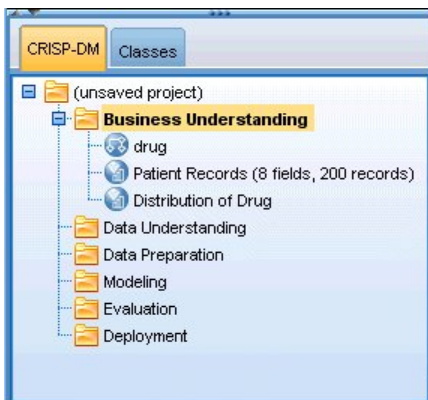 CRISP-DM Classes
(unsaved project)
Business Understanding
drug
Patient Records (8 fields, 200 records)
Distribution of Drug
Data Understanding
Data Preparation
Modeling
Evaluation
Deployment